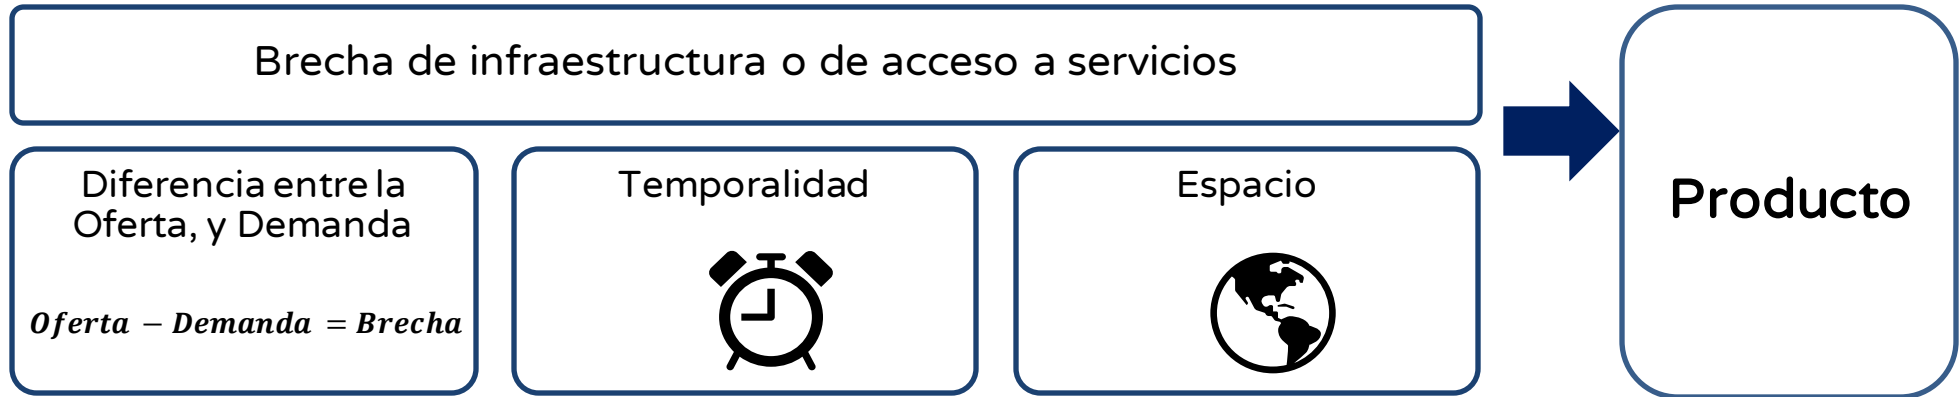 Brecha de infraestructura o de acceso a servicios
Diferencia entre la
Oferta, y Demanda
Oferta − Demanda = Brecha
Temporalidad
Espacio
Producto